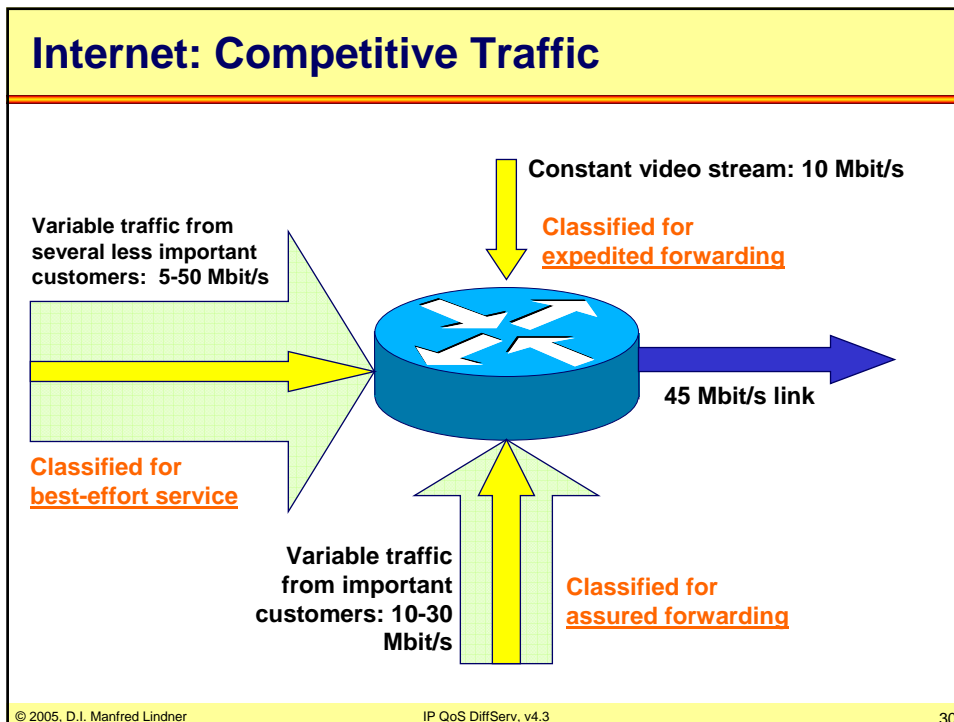 Internet: Competitive Traffic
Constant video stream: 10 Mbit/s
Classified for
expedited forwarding
Variable traffic from
several less important
customers:  5-50 Mbit/s
45 Mbit/s link
Classified for
best-effort service
Variable traffic
from important
customers: 10-30
Mbit/s
Classified for
assured forwarding
© 2005, D.I. Manfred Lindner
IP QoS DiffServ, v4.3
30